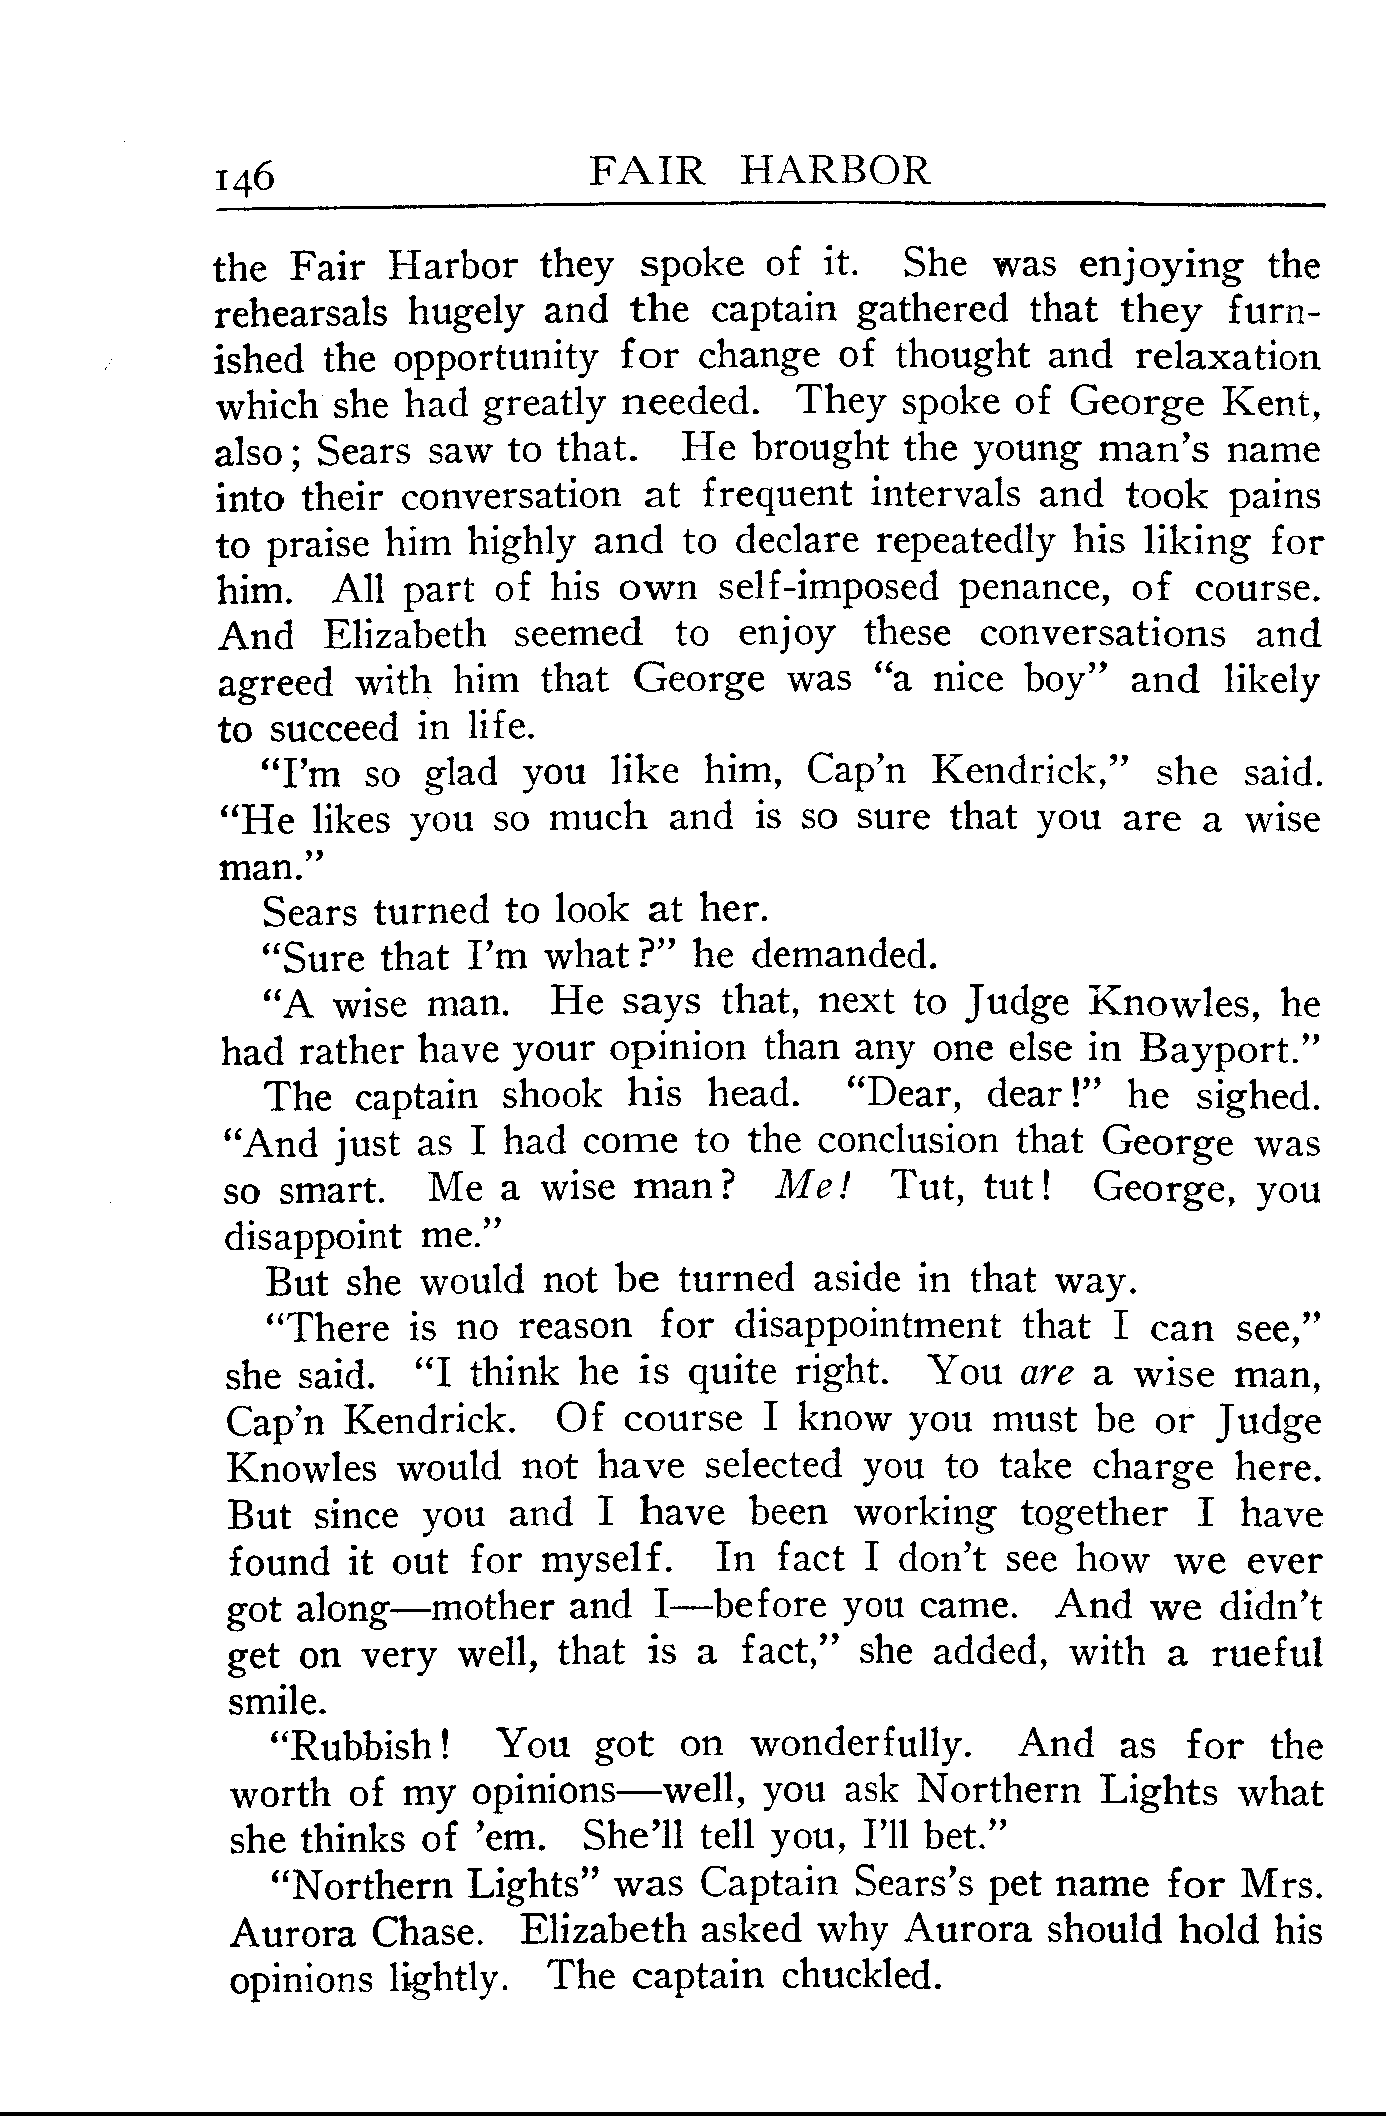 146 FAIR HARBOR
the Fair Harbor they spoke of it. She was enjoying the
rehearsals hugely and the captain gathered that they furn-
ished the opportunity for change of thought and relaxation
which she had greatly needed. They spoke of George Kent,
also; Sears saw to that. He brought the young man's name
into their conversation at frequent intervals and took pains
to praise him highly and to declare repeatedly his liking for
him. All part of his own self-imposed penance, of course.
And Elizabeth seemed to enjoy these conversations and
agreed with him that George was “a nice boy” and likely
to succeed in life.
“I'm so glad you like him, Cap'n Kendrick,” she said.
“He likes you so much and is so sure that you are a wise
man.”
Sears turned to look at her.
“Sure that I'm what?” he demanded.
“A wise man. He says that, next to Judge Knowles, he
had rather have your opinion than any one else in Bayport.”
The captain shook his head. “Dear, dear!” he sighed.
“And just as I had come to the conclusion that George was
so smart. Me a wise man? Me! Tut, tut! George, you
disappoint me.”
But she would not be turned aside in that way.
“There is no reason for disappointment that I can see,”
she said. “I think he is quite right. You are a wise man,
Cap'n Kendrick. Of course I know you must be or Judge
Knowles would not have selected you to take charge here.
But since you and I have been working together I have
found it out for myself. In fact I don't see how we ever
got along—mother and I—before you came. And we didn't
get on very well, that is a fact,” she added, with a rueful
smile.
“Rubbish! You got on wonderfully. And as for the
worth of my opinions—well, you ask Northern Lights what
she thinks of 'em. She'll tell you, I'll bet.”
“Northern Lights” was Captain Sears's pet name for Mrs.
Aurora Chase. Elizabeth asked why Aurora should hold his
opinions lightly. The captain chuckled.